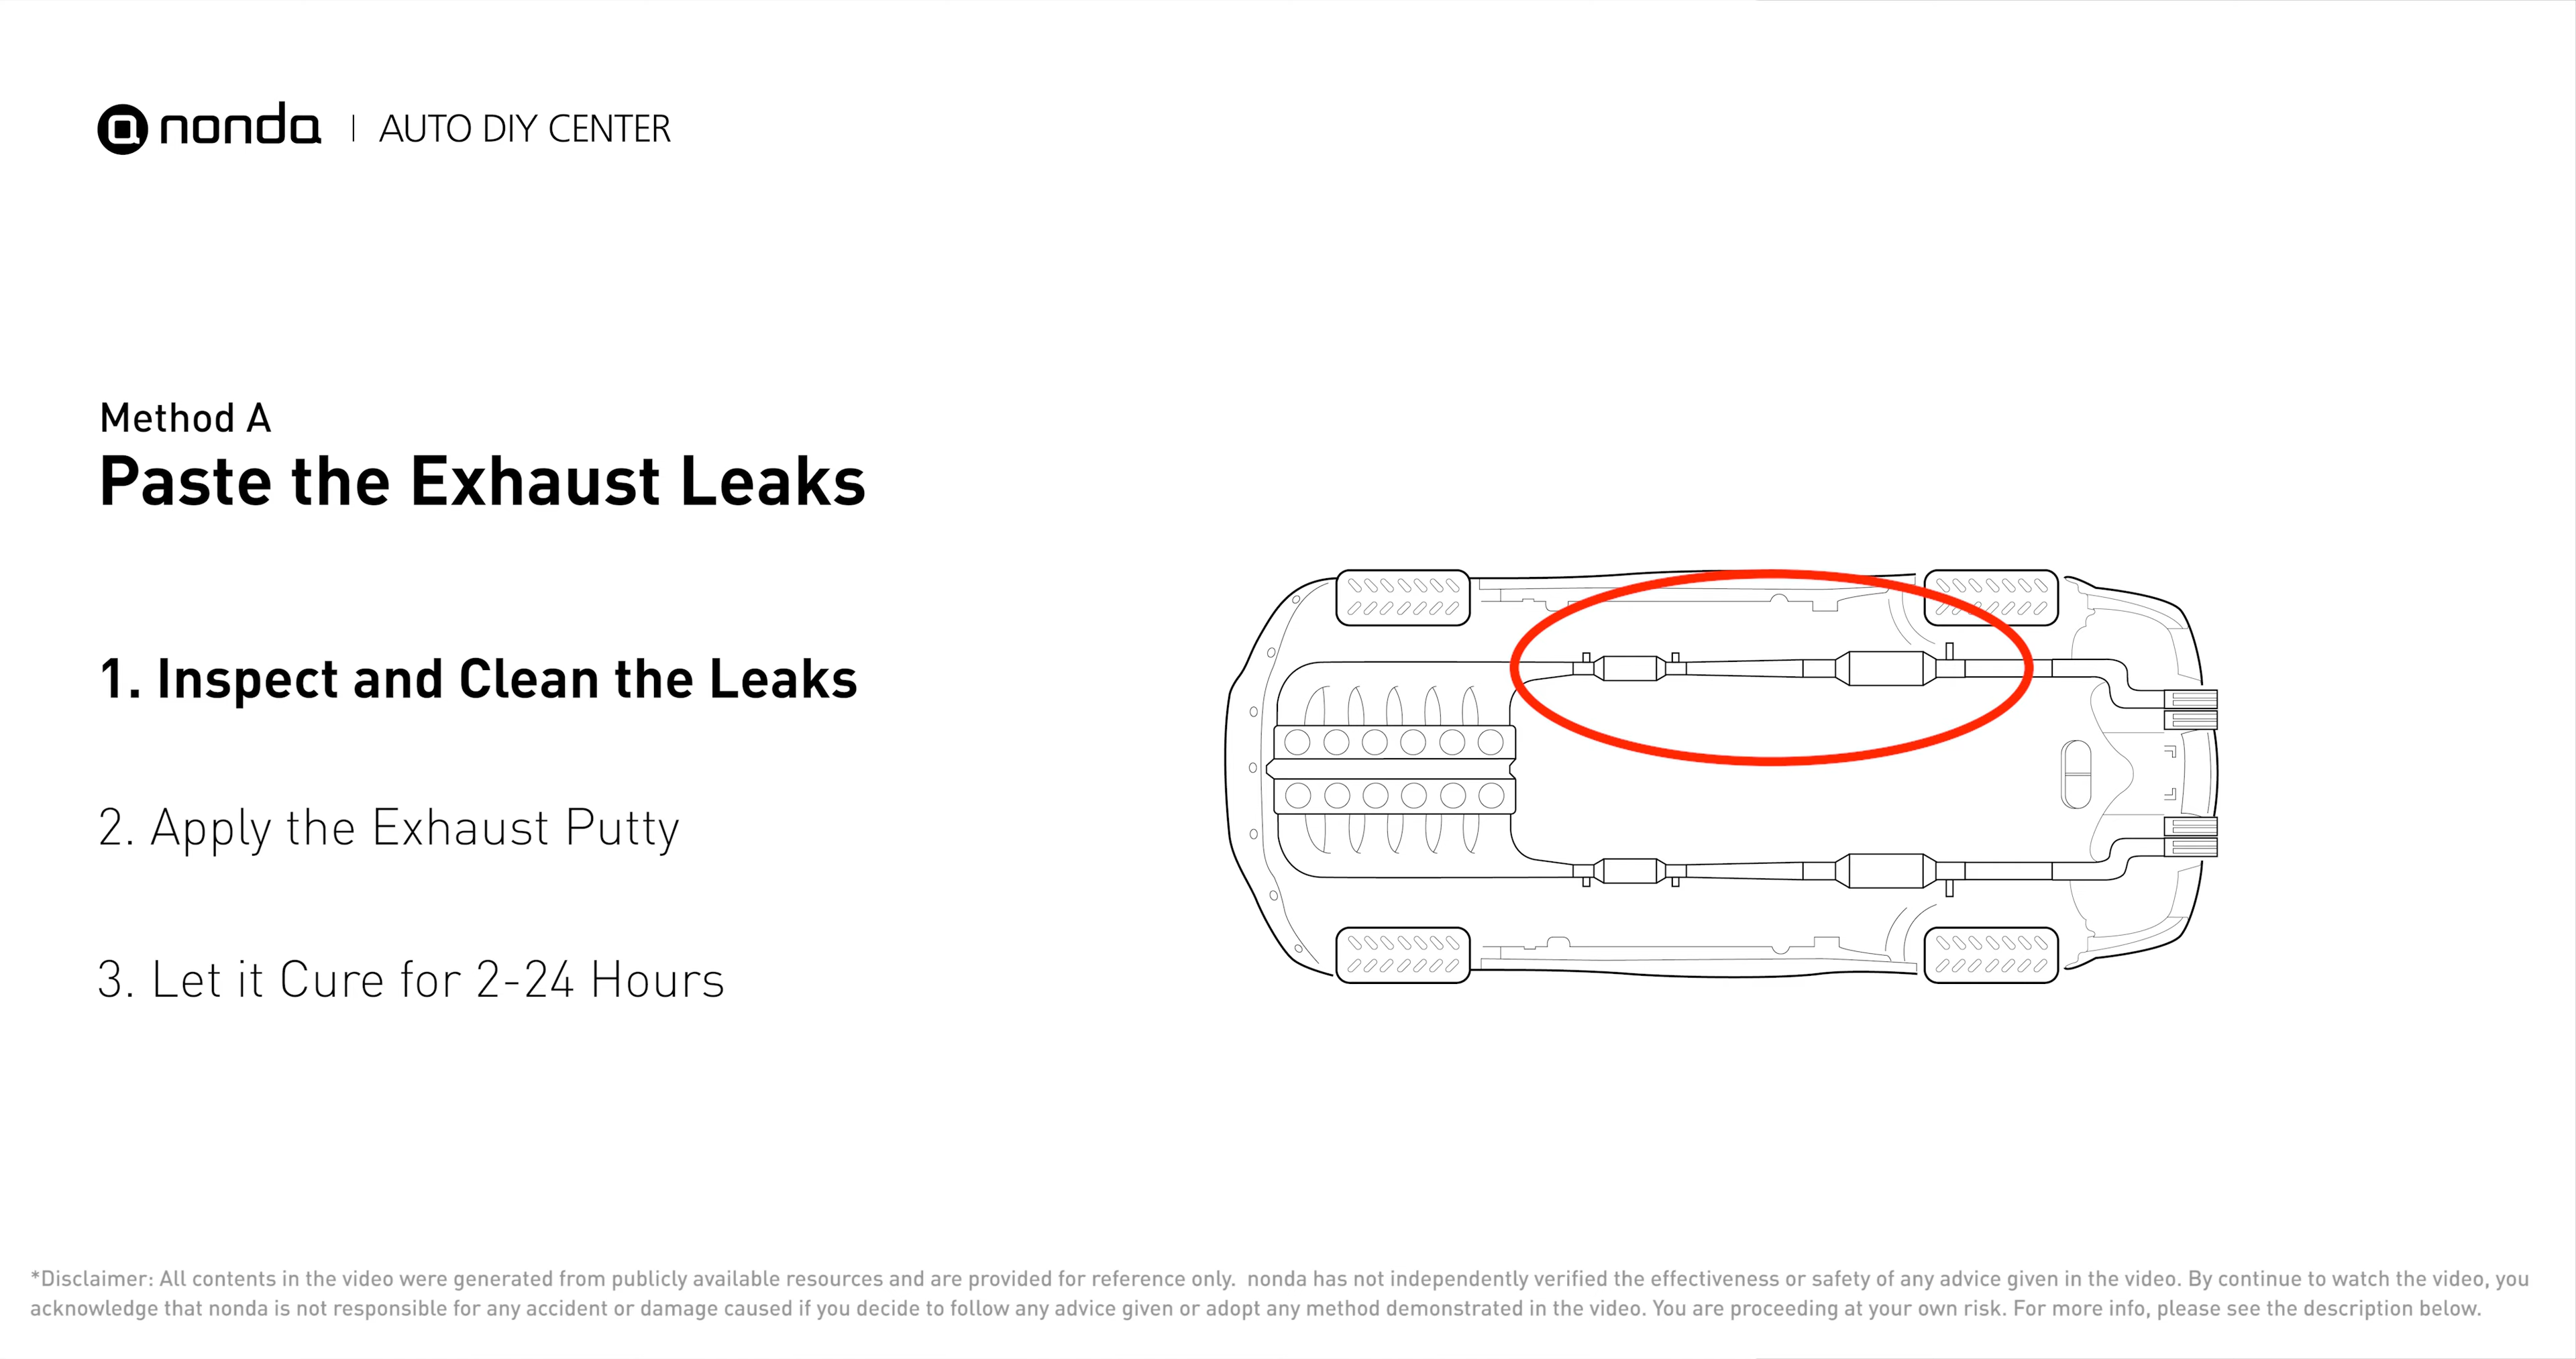 nonda | AUTO DIY CENTER
Method A
Paste the Exhaust Leaks
1. Inspect and Clean the Leaks
2. Apply the Exhaust Putty
3. Let it Cure for 2-24 Hours
*Disclaimer: All contents in the video were generated from publicly available resources and are provided for reference only.  nonda has not independently verified the effectiveness or safety of any advice given in the video. By continue to watch the video, you
acknowledge that nonda is not responsible for any accident or damage caused if you decide to follow any advice given or adopt any method demonstrated in the video. You are proceeding at your own risk. For more info, please see the description below.